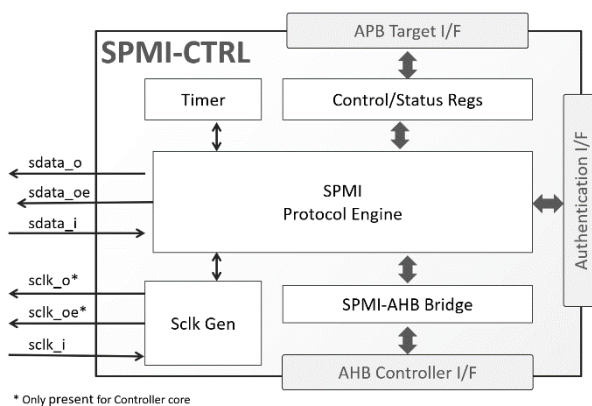 APB Target I/F
SPMI-CTRL
Timer
Control/Status Regs
sdata_o
sdata_oe
sdata_i
SPMI
Protocol Engine
Authentication I/F
sclk_o*
sclk_oe*
sclk_i
Sclk Gen
SPMI-AHB Bridge
AHB Controller I/F
* Only present for Controller core